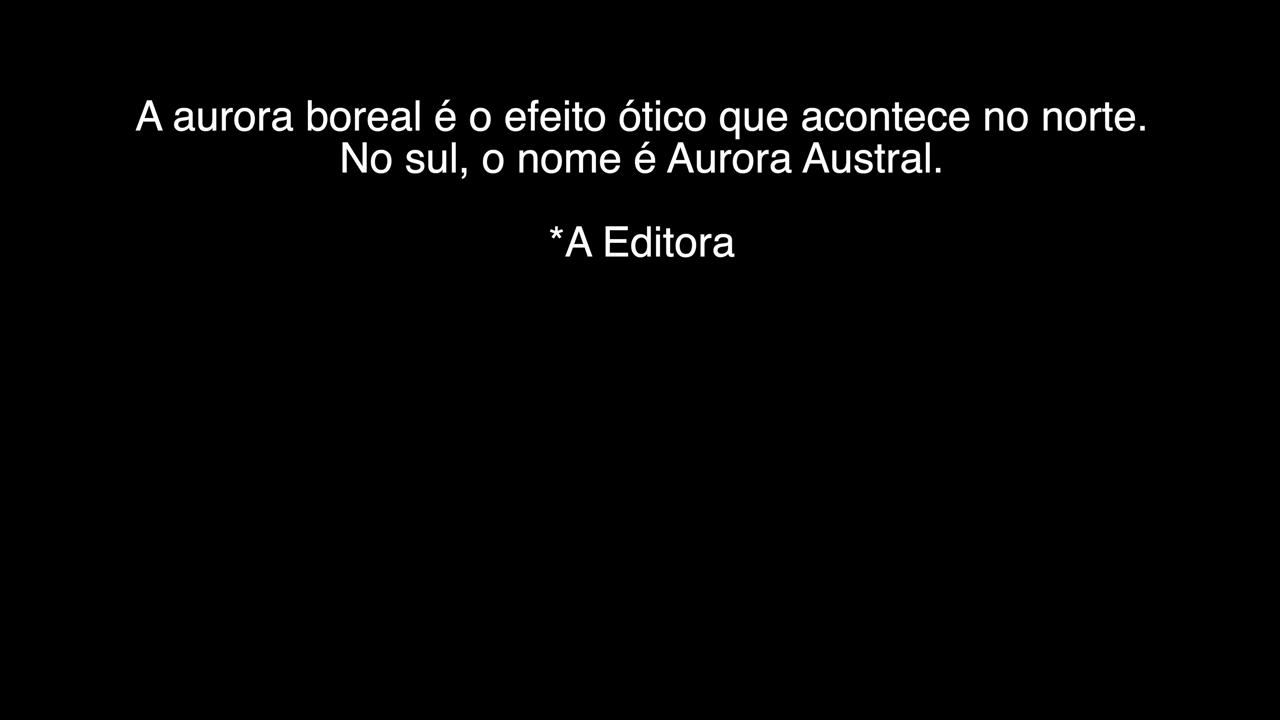 A aurora boreal é o efeito ótico que acontece no norte.
No sul, o nome é Aurora Austral.
*A Editora